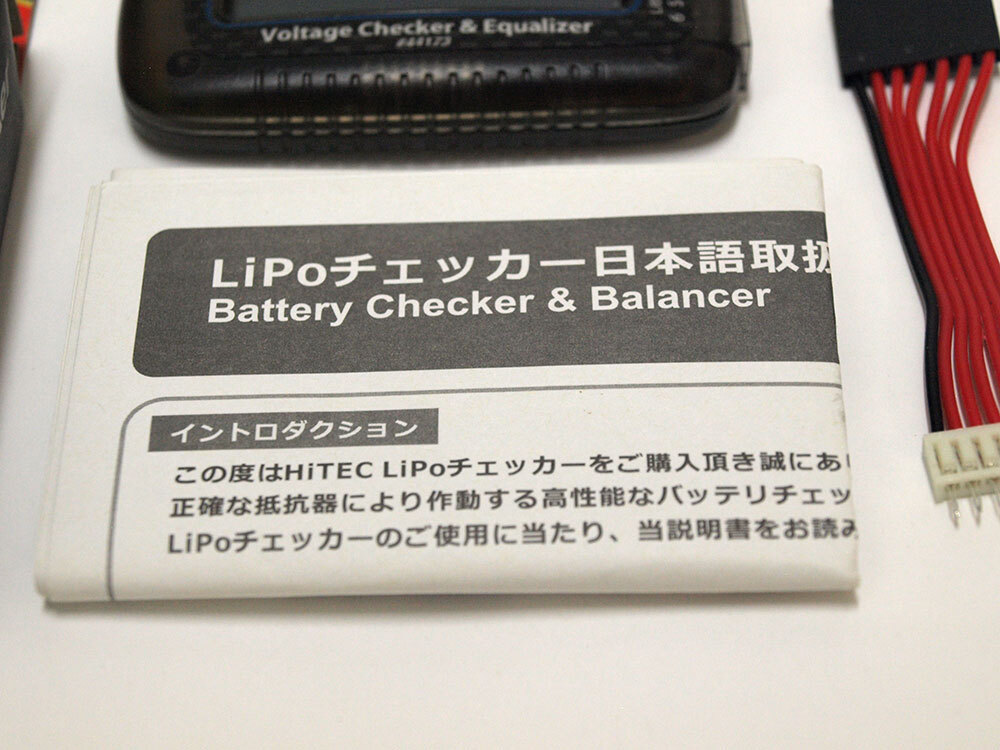 Voltage Checker & Equalizer
#44173
LiPoチェッカー日本語取扱
Battery Checker & Balancer
イントロダクション
この度はHiTEC LiPoチェッカーをご購入頂き誠にあ
正確な抵抗器により作動する高性能なバッテリチェッ
LiPoチェッカーのご使用に当たり、当説明書をお読み